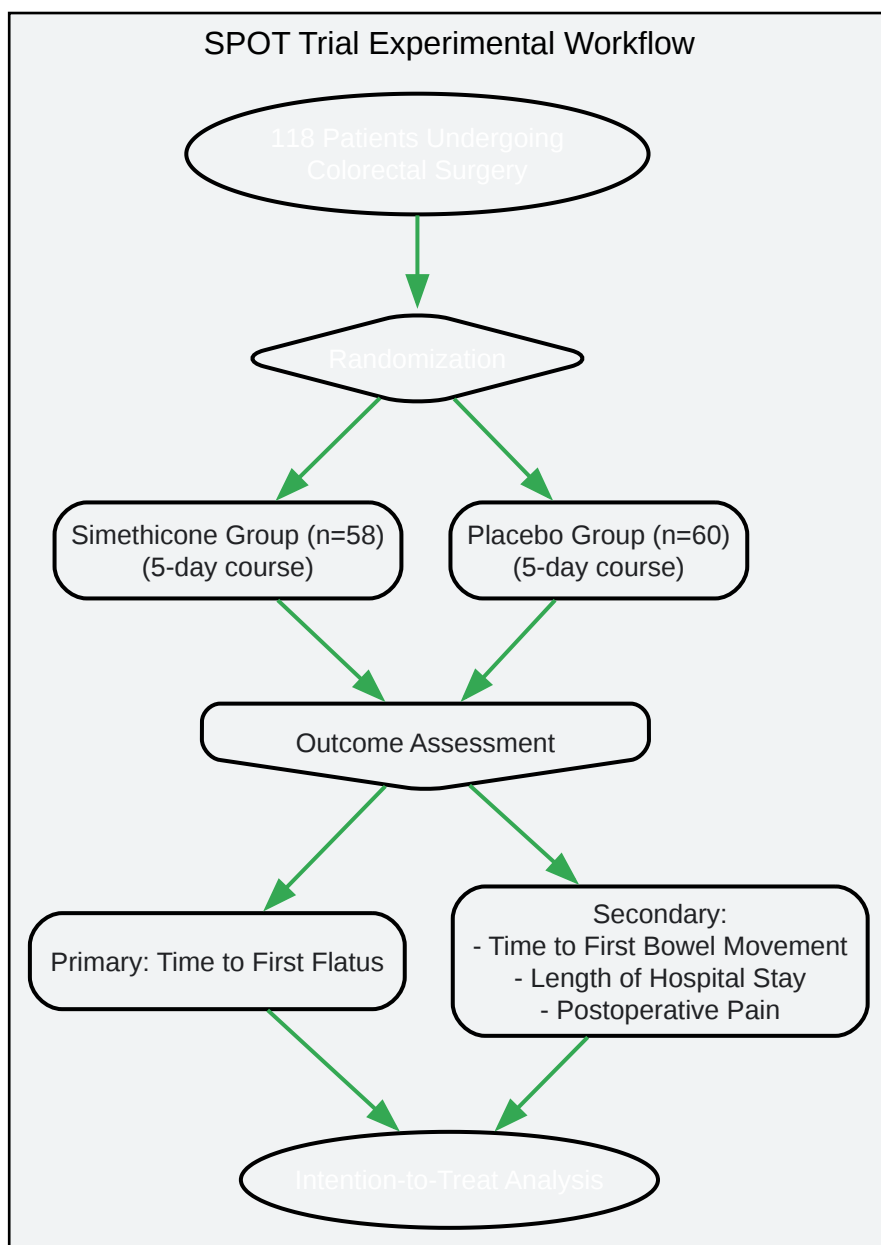 SPOT Trial Experimental Workflow
118 Patients Undergoing
Colorectal Surgery
Randomization
Simethicone Group (n=58)
(5-day course)
Placebo Group (n=60)
(5-day course)
Outcome Assessment
Primary: Time to First Flatus
Secondary:
- Time to First Bowel Movement
- Length of Hospital Stay
- Postoperative Pain
Intention-to-Treat Analysis